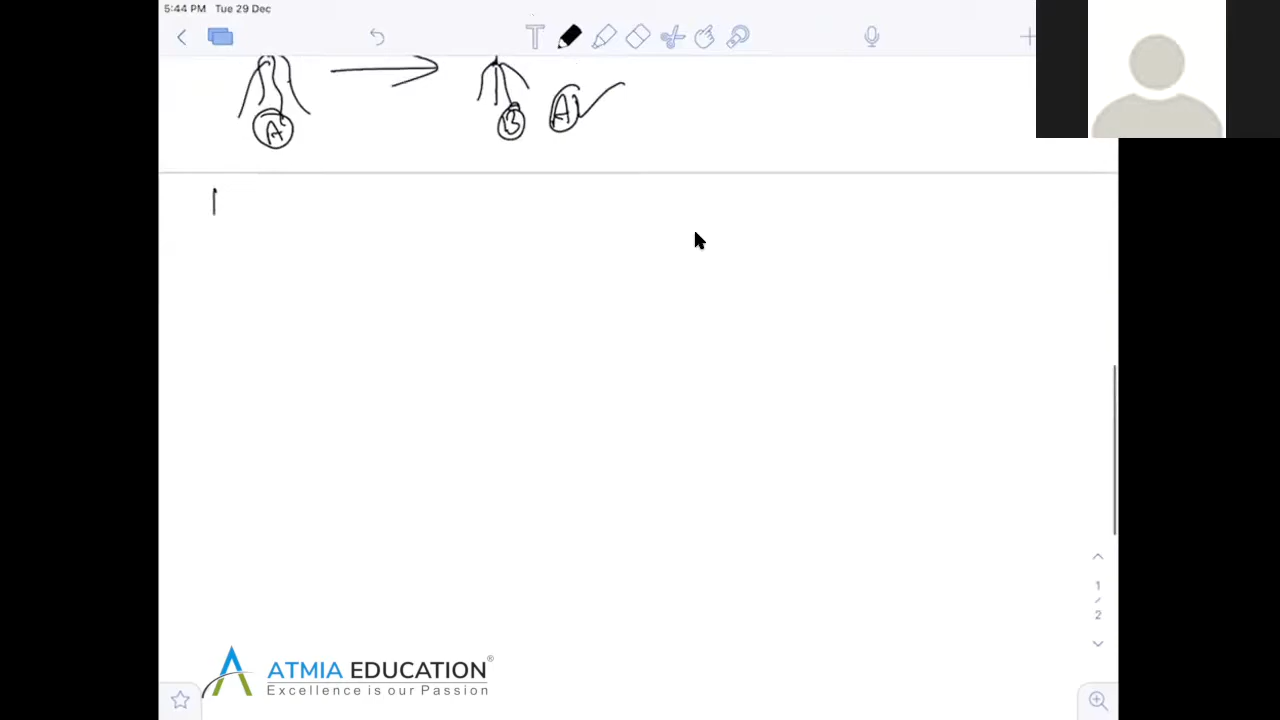 5:44 PM Tue 29 Dec
T
A
B
1
/
2
ATMIA EDUCATION®
Excellence is our Passion